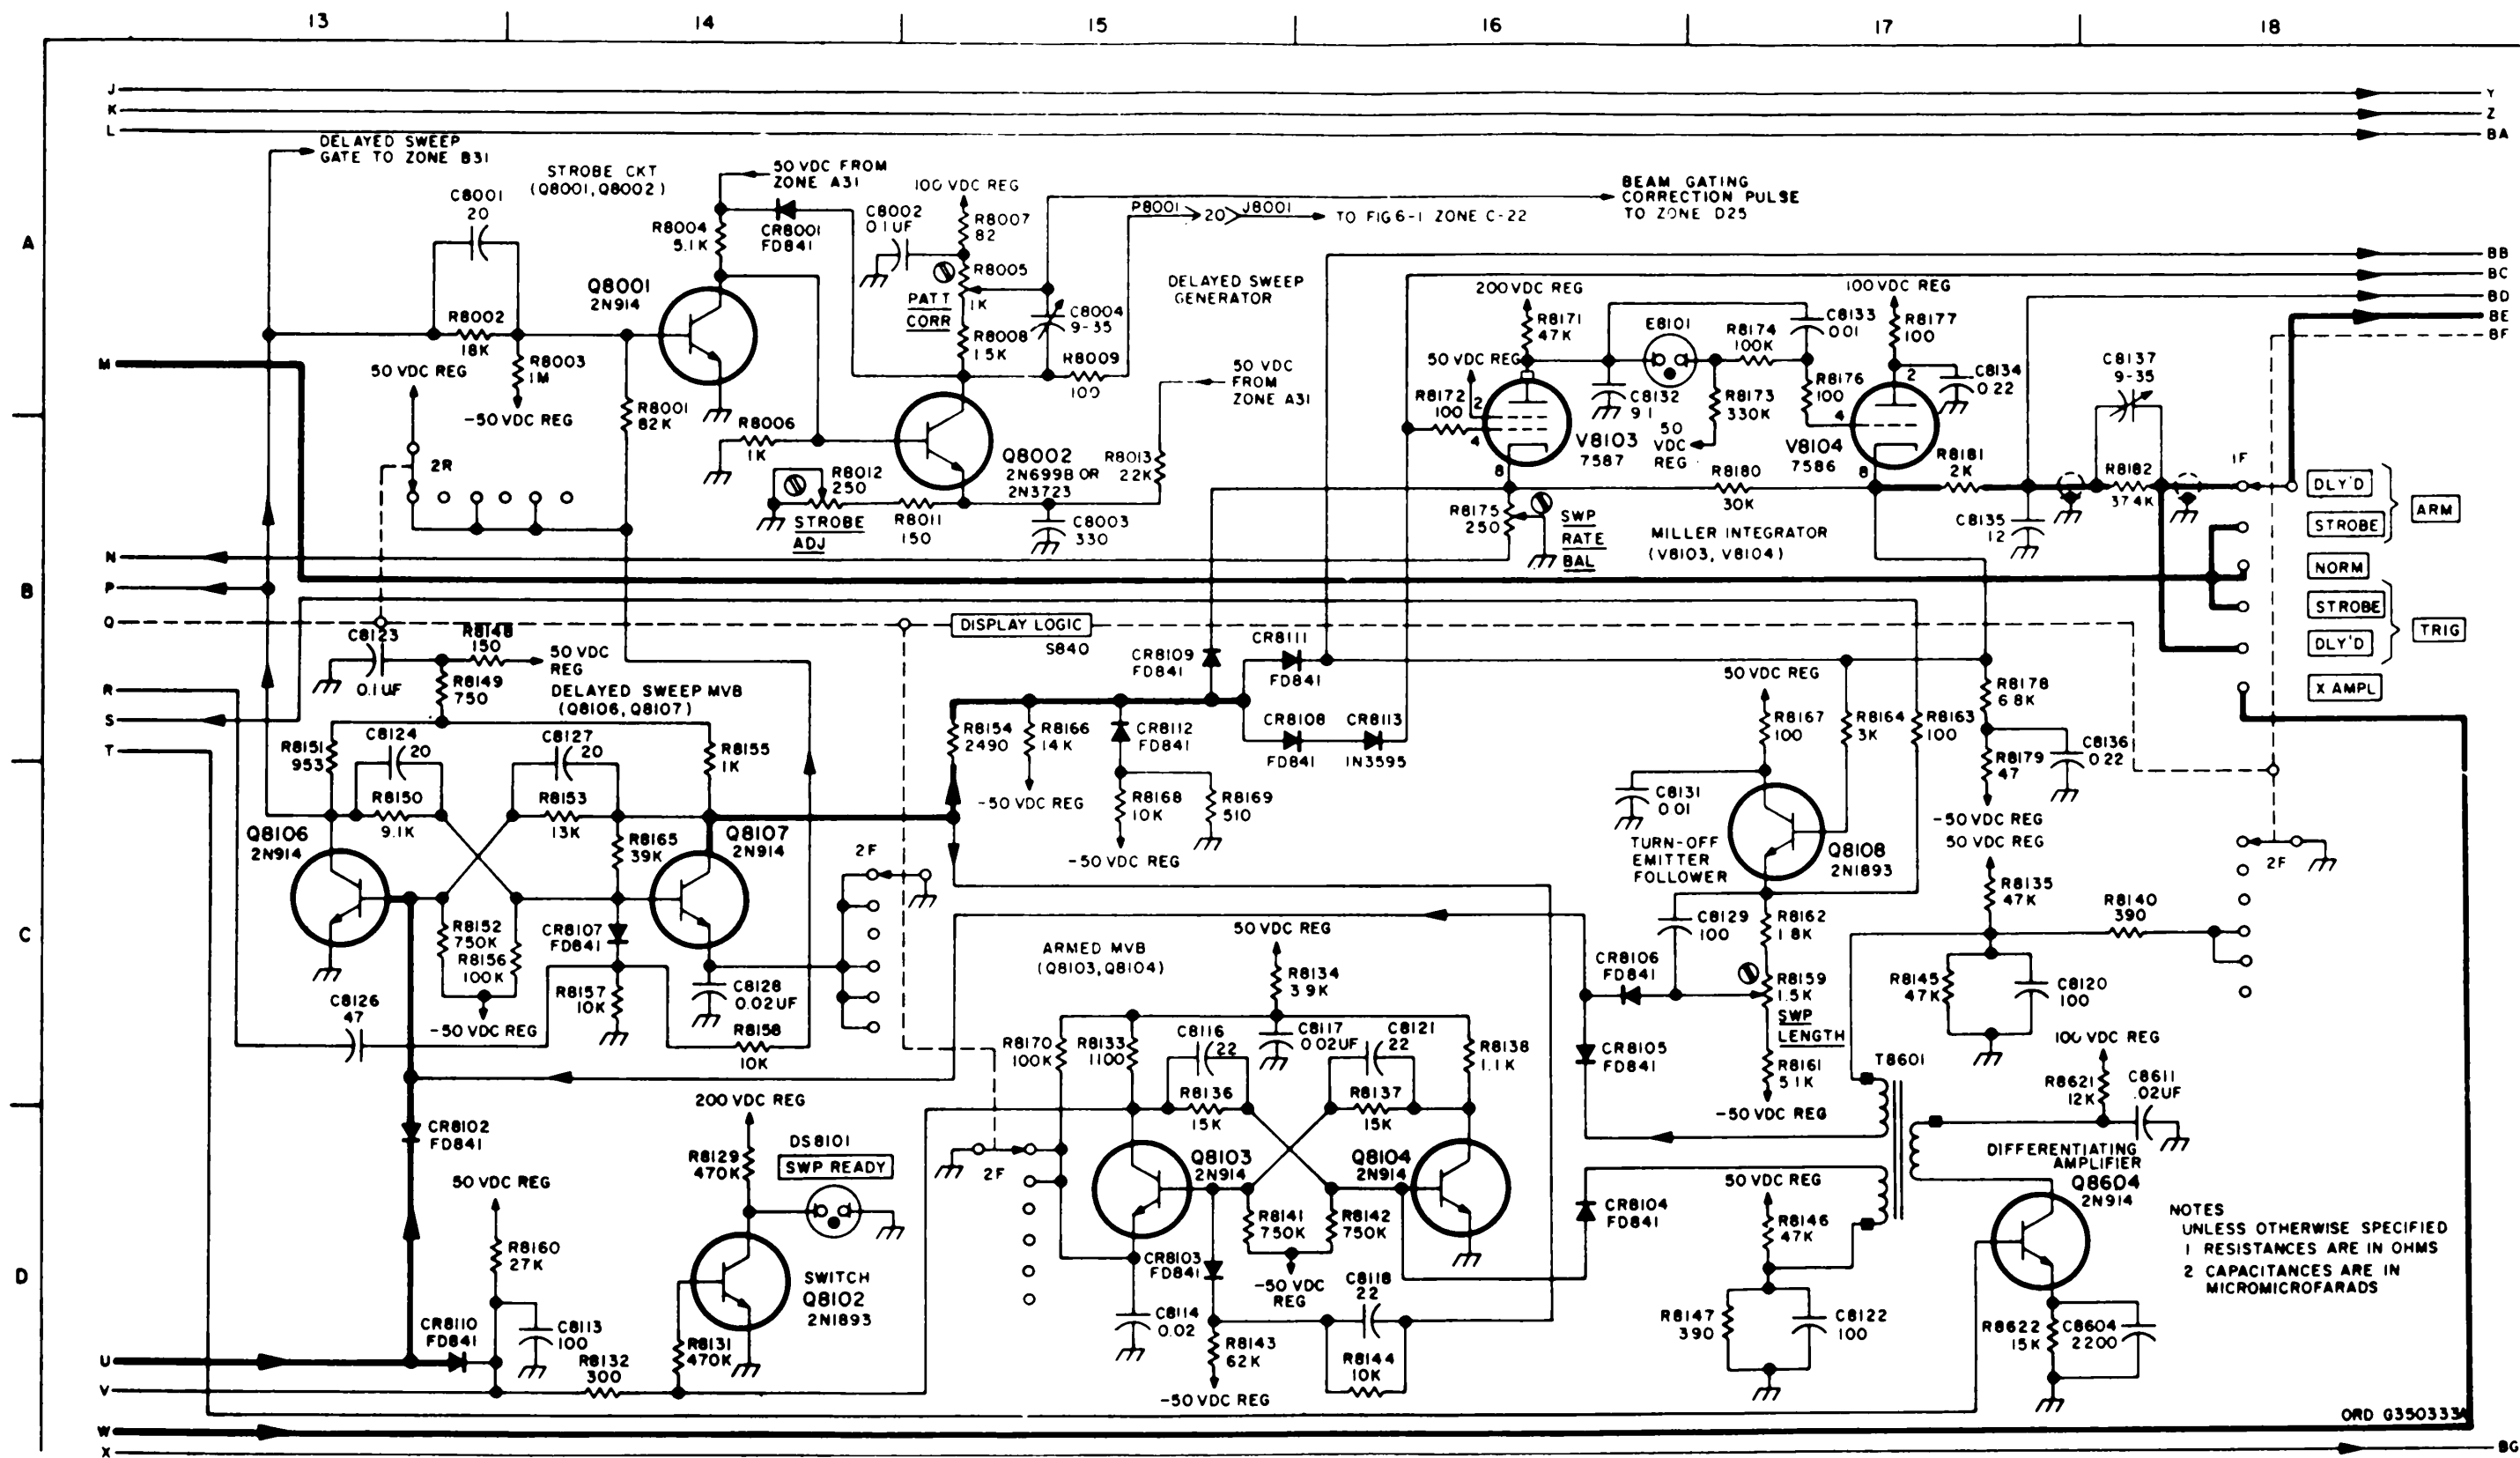 13 14 15 16 17 18
J Y
K Z
L BA
DELAYED SWEEP
GATE TO ZONE B31
STROBE CKT
(Q8001, Q8002)
50 VDC FROM
ZONE A31
100 VDC REG
C8001
20
R8004
5.1K
CR8001
FD841
C8002
0.1UF
R8007
82
P8001 20 J8001
TO FIG 6-1 ZONE C-22
BEAM GATING
CORRECTION PULSE
TO ZONE D25
A
BB
BC
BD
BE
BF
Q8001
2N914
R8005
1K
PATT
CORR
C8004
9-35
DELAYED SWEEP
GENERATOR
200 VDC REG
100 VDC REG
R8002
18K
R8003
1M
R8008
1.5K
R8009
100
R8171
47K
E8101
R8174
100K
C8133
0.01
R8177
100
M
50 VDC REG
-50 VDC REG
R8001
82K
50 VDC
FROM
ZONE A31
50 VDC REG
R8172
100
2
4
8
C8132
9.1
R8173
330K
50
VDC
REG
R8176
100
2
4
8
C8134
0.22
C8137
9-35
2R
R8006
1K
R8012
250
STROBE
ADJ
R8011
150
Q8002
2N699B OR
2N3723
R8013
22K
C8003
330
V8103
7587
V8104
7586
R8180
30K
R8181
2K
R8182
37.4K
1F
DLY'D
STROBE
ARM
NORM
STROBE
DLY'D
TRIG
X AMPL
R8175
250
SWP
RATE
BAL
MILLER INTEGRATOR
(V8103, V8104)
C8135
12
N
B
P
Q
DISPLAY LOGIC
S840
C8123
0.1UF
R8148
150
50 VDC
REG
R8149
750
DELAYED SWEEP MVB
(Q8106, Q8107)
R
S
T
CR8109
FD841
CR8111
FD841
CR8108
FD841
CR8113
IN3595
R8154
2490
R8166
14K
CR8112
FD841
-50 VDC REG
R8168
10K
R8169
510
-50 VDC REG
50 VDC REG
R8167
100
R8164
3K
R8163
100
R8178
6.8K
R8179
47
C8136
0.22
-50 VDC REG
50 VDC REG
R8151
953
C8124
20
C8127
20
R8155
1K
R8150
9.1K
R8153
13K
Q8106
2N914
R8165
39K
Q8107
2N914
2F
C8131
0.01
TURN-OFF
EMITTER
FOLLOWER
Q8108
2N1893
R8135
47K
R8140
390
2F
C
R8152
750K
R8156
100K
CR8107
FD841
R8157
10K
C8128
0.02UF
R8158
10K
C8126
47
-50 VDC REG
ARMED MVB
(Q8103, Q8104)
50 VDC REG
R8134
3.9K
C8129
100
R8162
1.8K
CR8106
FD841
R8159
1.5K
SWP
LENGTH
R8161
5.1K
-50 VDC REG
CR8105
FD841
R8145
47K
C8120
100
R8170
100K
R8133
1100
C8116
22
C8117
0.02UF
C8121
22
R8138
1.1K
R8136
15K
R8137
15K
T8601
100 VDC REG
R8621
12K
C8611
.02UF
CR8102
FD841
200 VDC REG
R8129
470K
DS8101
SWP READY
2F
Q8103
2N914
Q8104
2N914
DIFFERENTIATING
AMPLIFIER
Q8604
2N914
50 VDC REG
R8160
27K
SWITCH
Q8102
2N1893
R8141
750K
R8142
750K
CR8103
FD841
-50 VDC
REG
C8118
22
CR8104
FD841
50 VDC REG
R8146
47K
NOTES
UNLESS OTHERWISE SPECIFIED
1 RESISTANCES ARE IN OHMS
2 CAPACITANCES ARE IN
MICROMICROFARADS
D
CR8110
FD841
C8113
100
R8131
470K
R8132
300
C8114
0.02
R8143
62K
R8144
10K
-50 VDC REG
R8147
390
C8122
100
R8622
15K
C8604
2200
U
V
W
X
ORD G350333A
BG